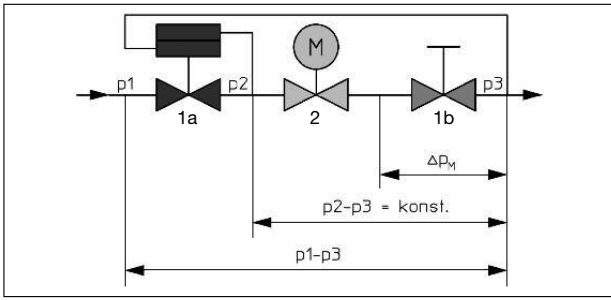 M
p1
p2
p3
1a
2
1b
ΔpM
p2-p3 = konst.
p1-p3